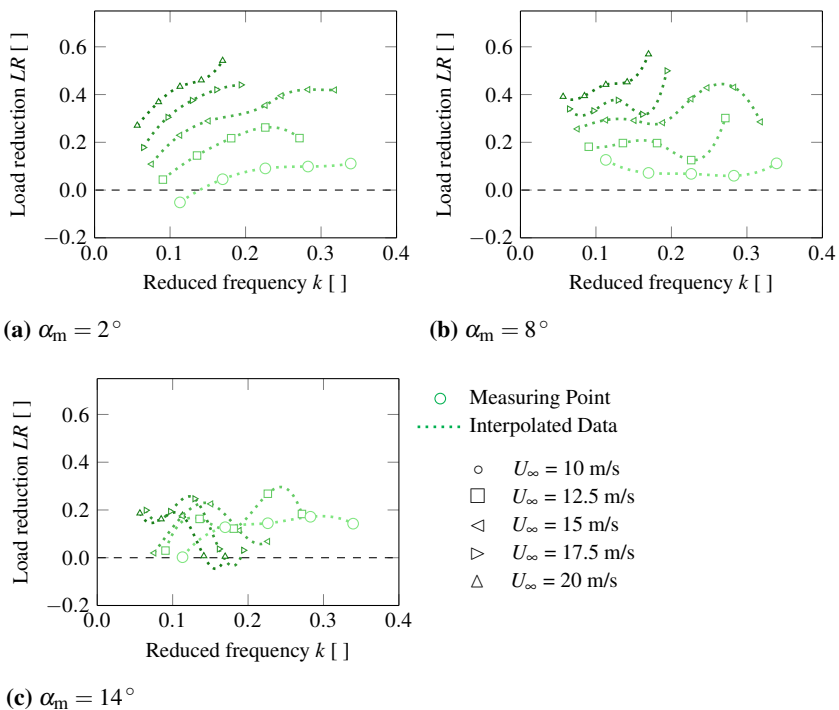 0.6
0.4
0.2
0.0
−0.2
Load reduction LR [ ]
0.0 0.1 0.2 0.3 0.4
Reduced frequency k [ ]
(a) αm = 2°
0.6
0.4
0.2
0.0
−0.2
Load reduction LR [ ]
0.0 0.1 0.2 0.3 0.4
Reduced frequency k [ ]
(b) αm = 8°
0.6
0.4
0.2
0.0
−0.2
Load reduction LR [ ]
0.0 0.1 0.2 0.3 0.4
Reduced frequency k [ ]
(c) αm = 14°
Measuring Point
Interpolated Data
U∞ = 10 m/s
U∞ = 12.5 m/s
U∞ = 15 m/s
U∞ = 17.5 m/s
U∞ = 20 m/s